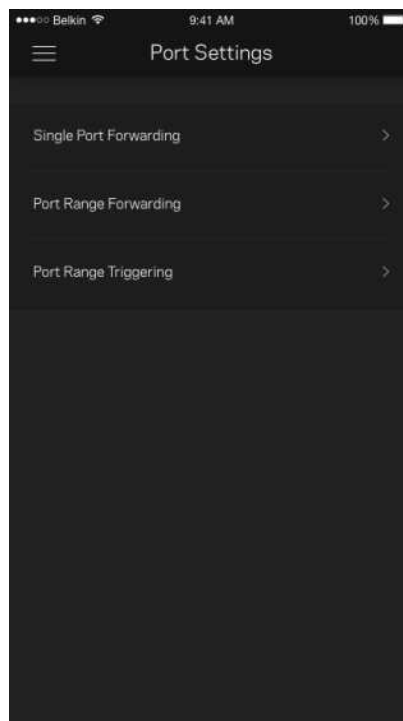 Belkin 9:41 AM 100%
Port Settings
Single Port Forwarding
Port Range Forwarding
Port Range Triggering